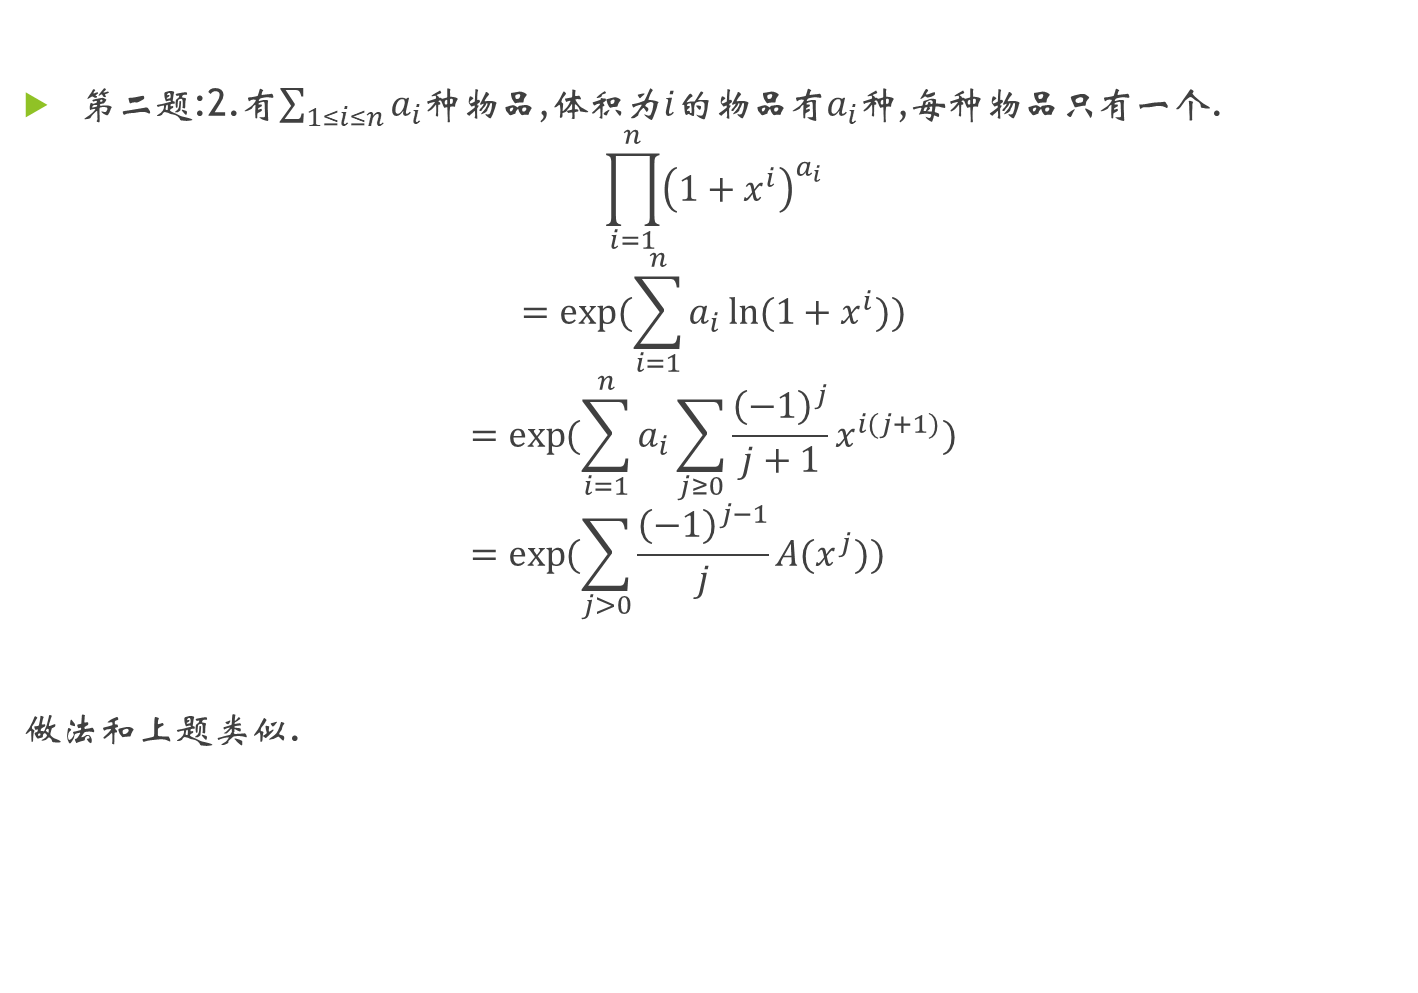 第二题:2.有∑_{1≤i≤n} a_i种物品,体积为i的物品有a_i种,每种物品只有一个.
∏_{i=1}^{n} (1 + x^i)^{a_i}
= exp(∑_{i=1}^{n} a_i ln(1 + x^i))
= exp(∑_{i=1}^{n} a_i ∑_{j≥0} \frac{(−1)^j}{j + 1} x^{i(j+1)})
= exp(∑_{j>0} \frac{(−1)^{j−1}}{j} A(x^j))
做法和上题类似.